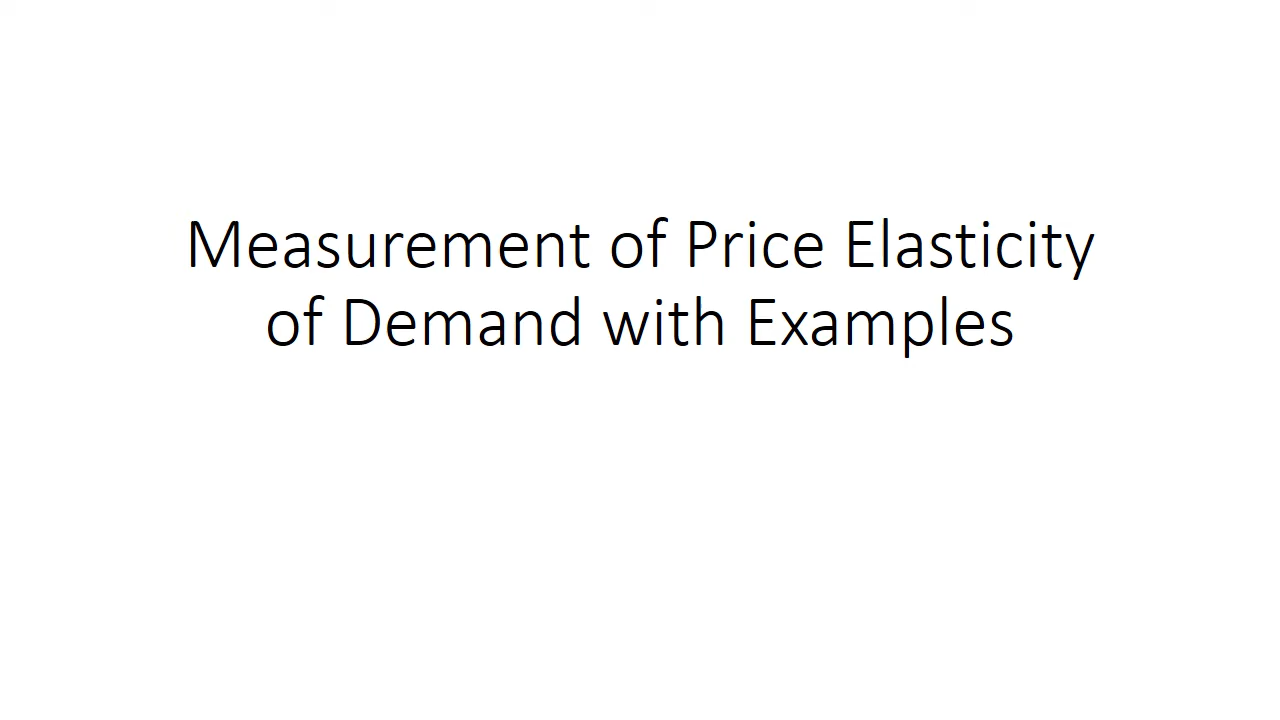 Measurement of Price Elasticity
of Demand with Examples